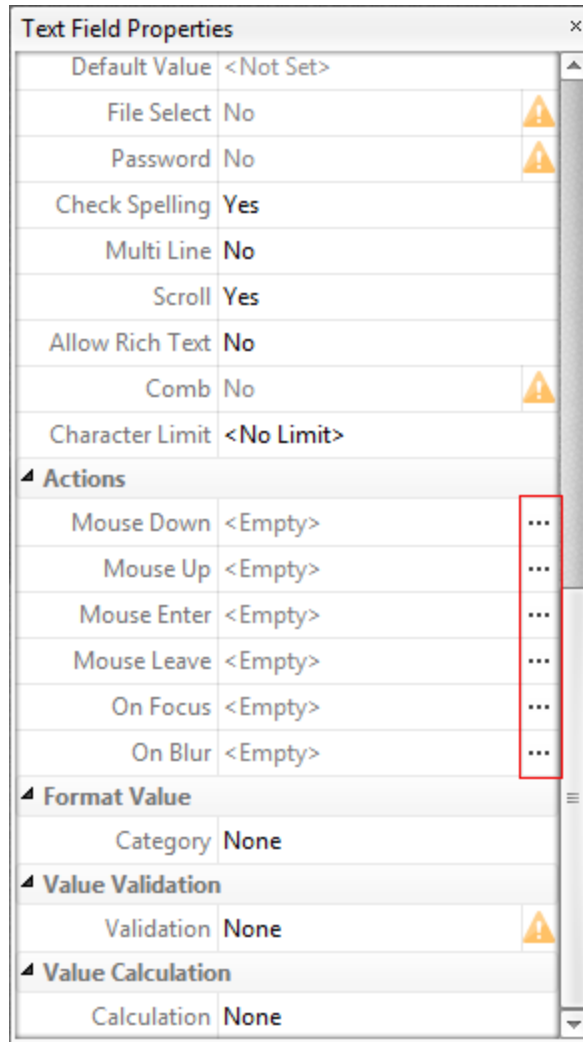 Text Field Properties
Default Value <Not Set>
File Select No
Password No
Check Spelling Yes
Multi Line No
Scroll Yes
Allow Rich Text No
Comb No
Character Limit <No Limit>
Actions
Mouse Down <Empty> ...
Mouse Up <Empty> ...
Mouse Enter <Empty> ...
Mouse Leave <Empty> ...
On Focus <Empty> ...
On Blur <Empty> ...
Format Value
Category None
Value Validation
Validation None
Value Calculation
Calculation None